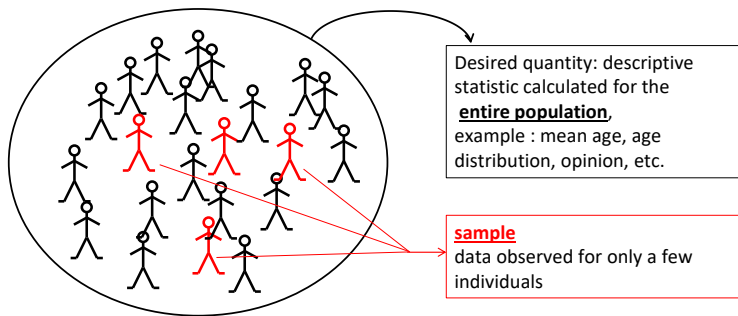 Desired quantity: descriptive
statistic calculated for the
entire population,
example : mean age, age
distribution, opinion, etc.
sample
data observed for only a few
individuals